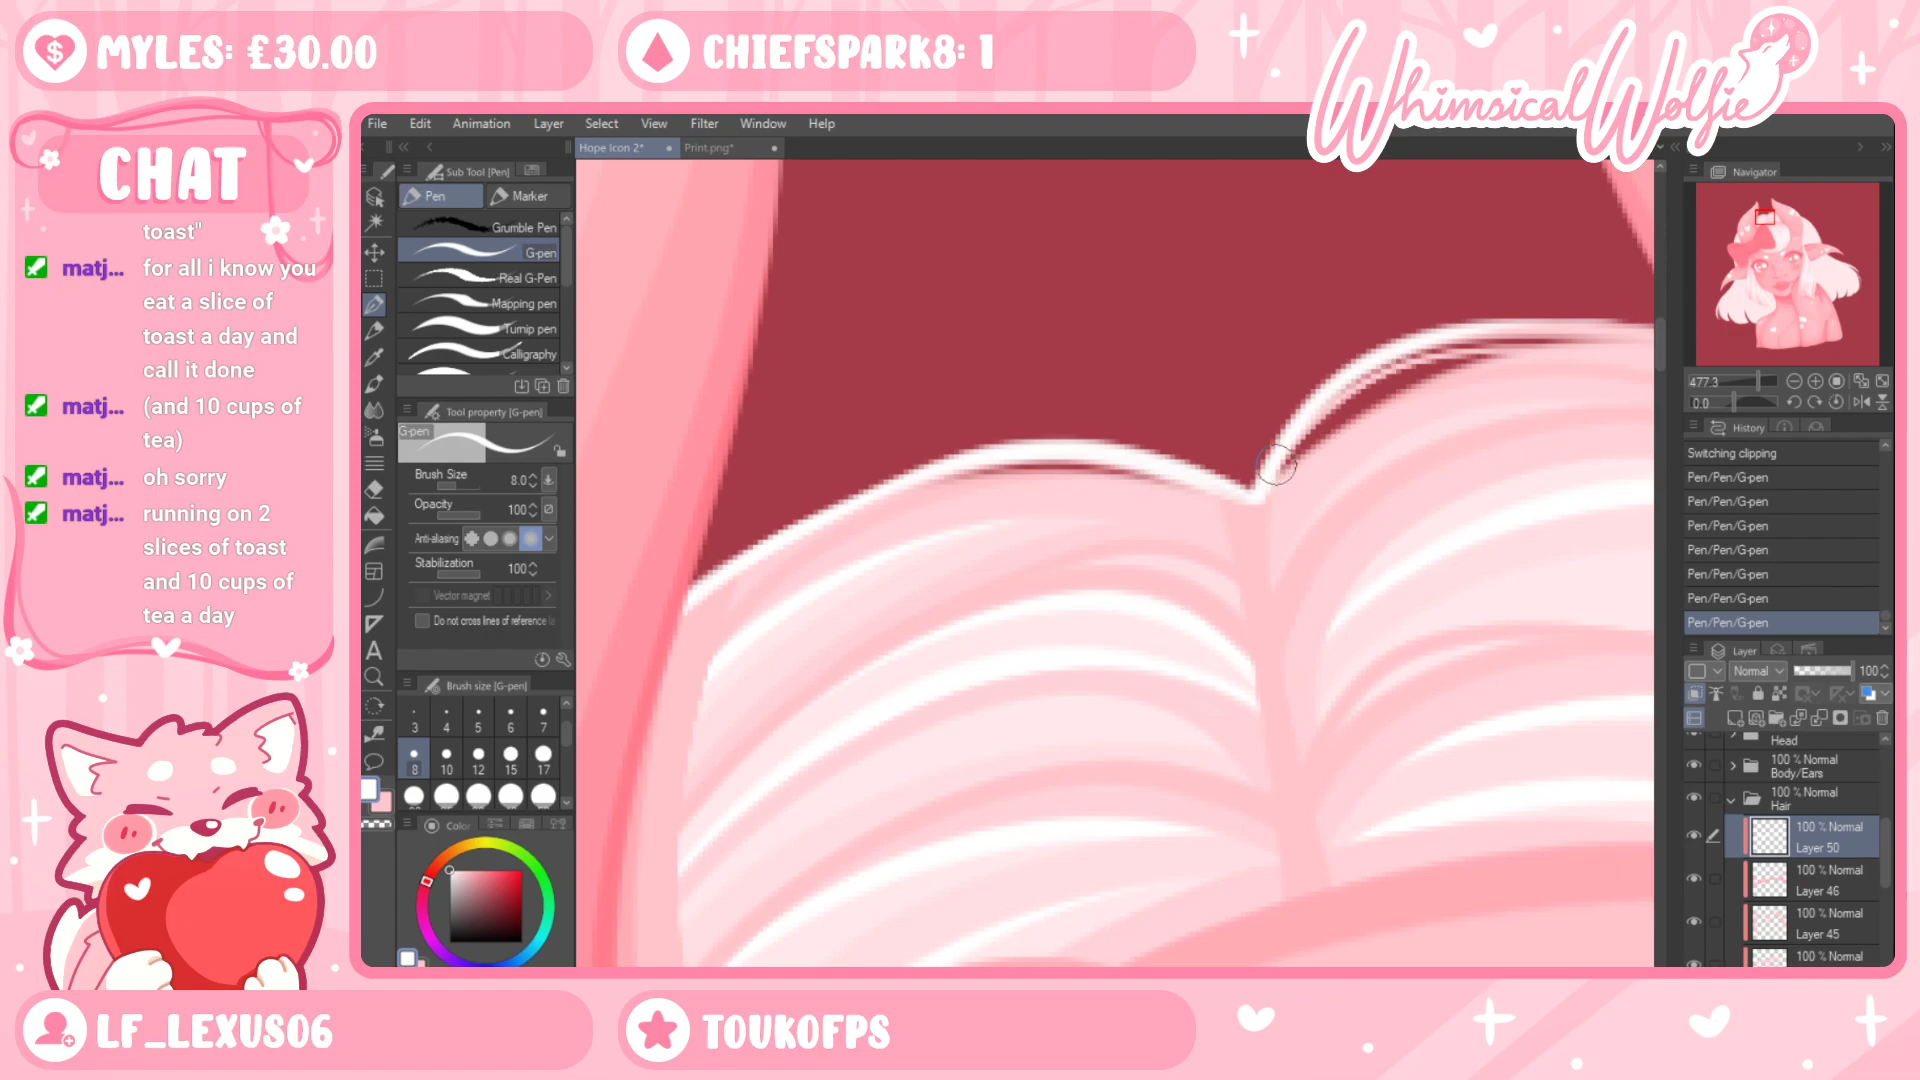 MYLES: £30.00
CHIEFSPARK8: 1
WhimsicalWolfie
CHAT
toast"
matj... for all i know you
eat a slice of
toast a day and
call it done
matj... (and 10 cups of
tea)
matj... oh sorry
matj... running on 2
slices of toast
and 10 cups of
tea a day
File Edit Animation Layer Select View Filter Window Help
Hope Icon 2* Print.png*
Sub Tool [Pen]
Pen Marker
Grumble Pen
G-pen
Real G-Pen
Mapping pen
Turnip pen
Calligraphy
Tool property [G-pen]
G-pen
Brush Size 8.0
Opacity 100
Anti-aliasing
Stabilization 100
Vector magnet
Do not cross lines of reference
Brush size [G-pen]
3 4 5 6 7
8 10 12 15 17
Color
Navigator
477.3
0.0
History
Switching clipping
Pen/Pen/G-pen
Pen/Pen/G-pen
Pen/Pen/G-pen
Pen/Pen/G-pen
Pen/Pen/G-pen
Pen/Pen/G-pen
Pen/Pen/G-pen
Layer
Normal 100
Head
100 % Normal
Body/Ears
100 % Normal
Hair
100 % Normal
Layer 50
100 % Normal
Layer 46
100 % Normal
Layer 45
100 % Normal
LF_LEXUS06
TOUKOFPS